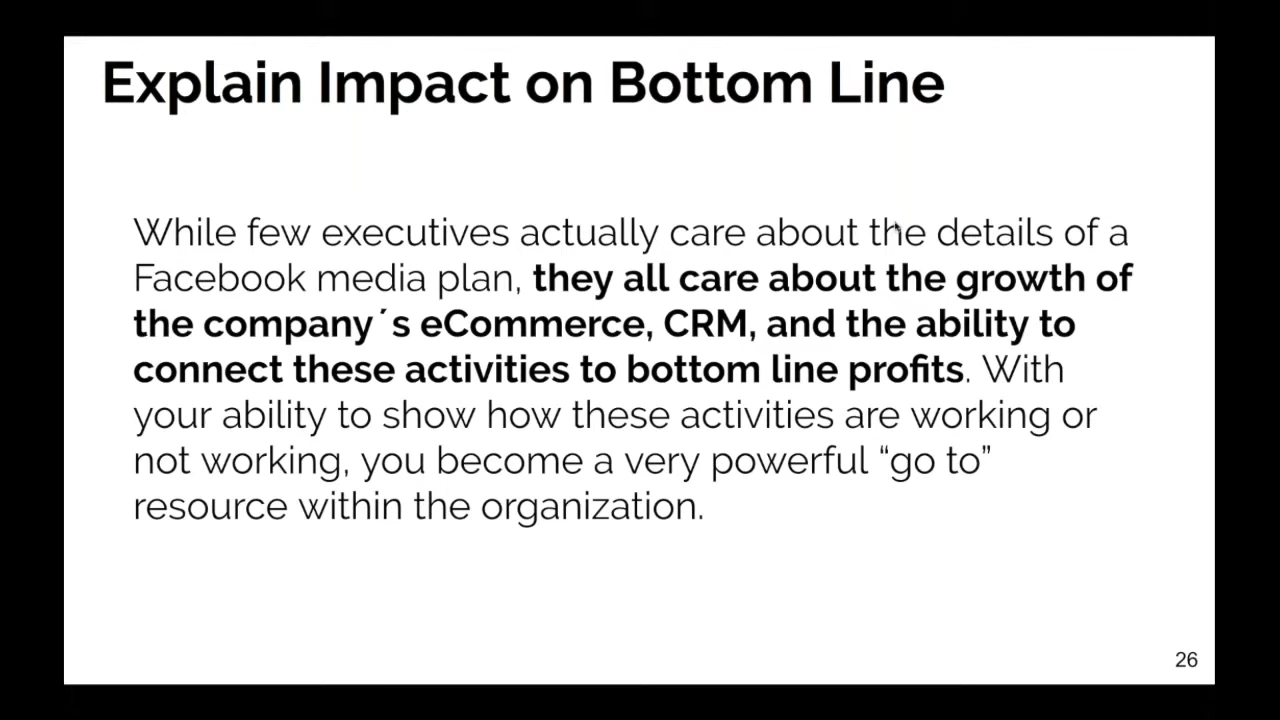 Explain Impact on Bottom Line
While few executives actually care about the details of a
Facebook media plan, they all care about the growth of
the company´s eCommerce, CRM, and the ability to
connect these activities to bottom line profits. With
your ability to show how these activities are working or
not working, you become a very powerful “go to”
resource within the organization.
26